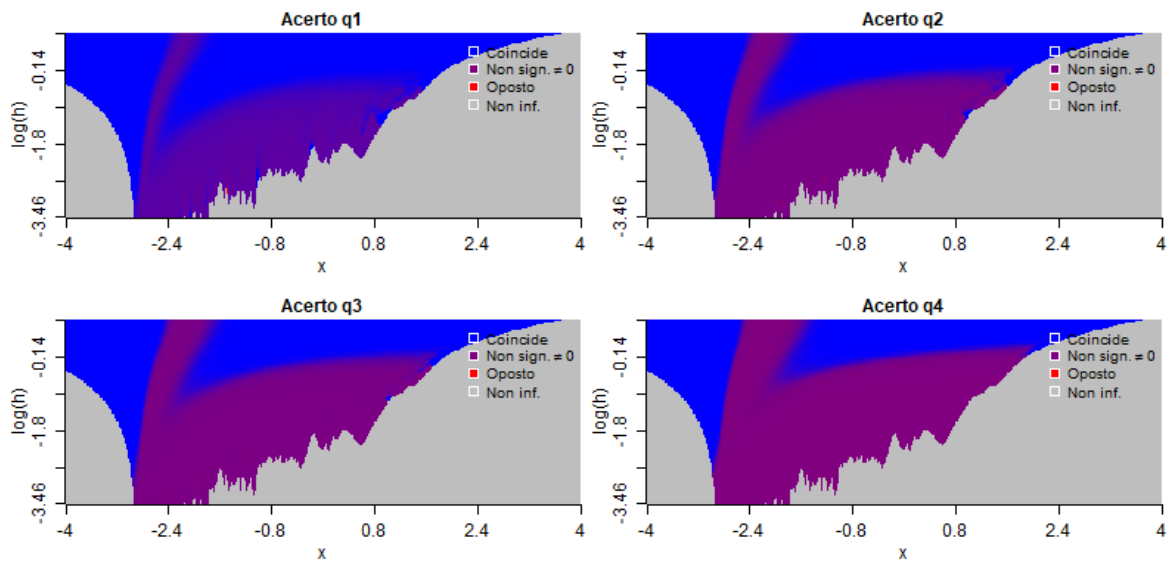 Acerto q1
Coincide
Non sign. ≠ 0
Oposto
Non inf.
log(h)
-0.14
-1.8
-3.46
-4
-2.4
-0.8
0.8
2.4
4
x
Acerto q2
Coincide
Non sign. ≠ 0
Oposto
Non inf.
log(h)
-0.14
-1.8
-3.46
-4
-2.4
-0.8
0.8
2.4
4
x
Acerto q3
Coincide
Non sign. ≠ 0
Oposto
Non inf.
log(h)
-0.14
-1.8
-3.46
-4
-2.4
-0.8
0.8
2.4
4
x
Acerto q4
Coincide
Non sign. ≠ 0
Oposto
Non inf.
log(h)
-0.14
-1.8
-3.46
-4
-2.4
-0.8
0.8
2.4
4
x